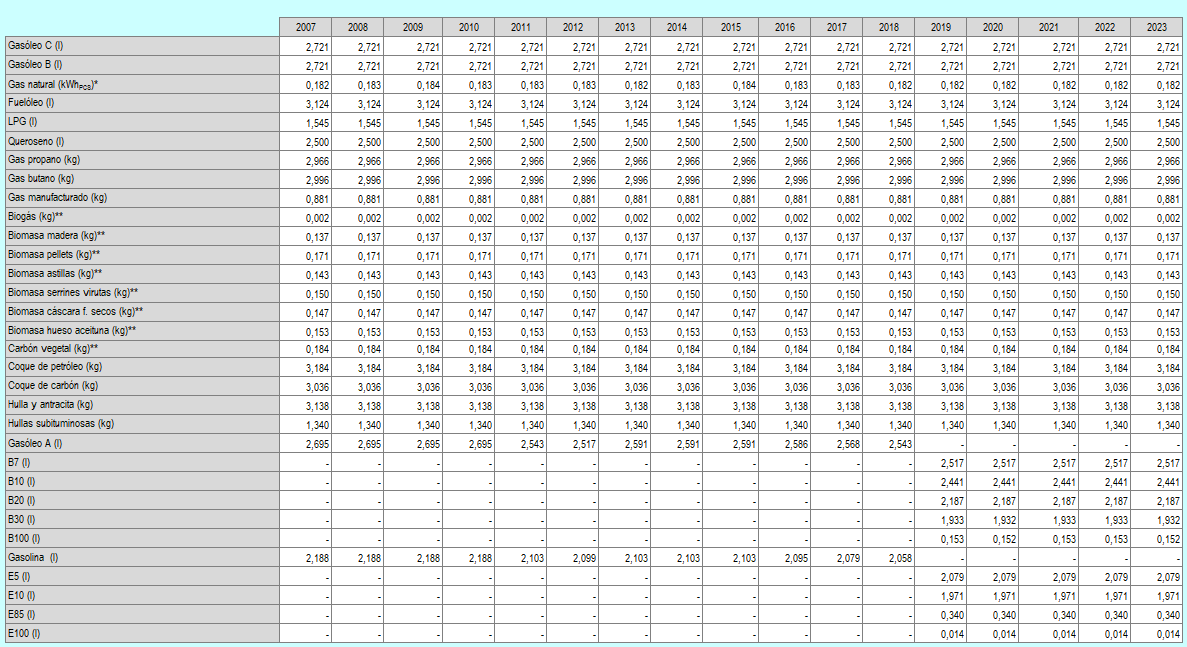 2007 2008 2009 2010 2011 2012 2013 2014 2015 2016 2017 2018 2019 2020 2021 2022 2023
Gasóleo C (l) 2,721 2,721 2,721 2,721 2,721 2,721 2,721 2,721 2,721 2,721 2,721 2,721 2,721 2,721 2,721 2,721 2,721
Gasóleo B (l) 2,721 2,721 2,721 2,721 2,721 2,721 2,721 2,721 2,721 2,721 2,721 2,721 2,721 2,721 2,721 2,721 2,721
Gas natural (kWhPCS)* 0,182 0,183 0,184 0,183 0,183 0,183 0,182 0,183 0,184 0,183 0,182 0,182 0,182 0,182 0,182 0,182 0,182
Fuelóleo (l) 3,124 3,124 3,124 3,124 3,124 3,124 3,124 3,124 3,124 3,124 3,124 3,124 3,124 3,124 3,124 3,124 3,124
LPG (l) 1,545 1,545 1,545 1,545 1,545 1,545 1,545 1,545 1,545 1,545 1,545 1,545 1,545 1,545 1,545 1,545 1,545
Queroseno (l) 2,500 2,500 2,500 2,500 2,500 2,500 2,500 2,500 2,500 2,500 2,500 2,500 2,500 2,500 2,500 2,500 2,500
Gas propano (kg) 2,966 2,966 2,966 2,966 2,966 2,966 2,966 2,966 2,966 2,966 2,966 2,966 2,966 2,966 2,966 2,966 2,966
Gas butano (kg) 2,996 2,996 2,996 2,996 2,996 2,996 2,996 2,996 2,996 2,996 2,996 2,996 2,996 2,996 2,996 2,996 2,996
Gas manufacturado (kg) 0,881 0,881 0,881 0,881 0,881 0,881 0,881 0,881 0,881 0,881 0,881 0,881 0,881 0,881 0,881 0,881 0,881
Biogás (kg)** 0,002 0,002 0,002 0,002 0,002 0,002 0,002 0,002 0,002 0,002 0,002 0,002 0,002 0,002 0,002 0,002 0,002
Biomasa madera (kg)** 0,137 0,137 0,137 0,137 0,137 0,137 0,137 0,137 0,137 0,137 0,137 0,137 0,137 0,137 0,137 0,137 0,137
Biomasa pellets (kg)** 0,171 0,171 0,171 0,171 0,171 0,171 0,171 0,171 0,171 0,171 0,171 0,171 0,171 0,171 0,171 0,171 0,171
Biomasa astillas (kg)** 0,143 0,143 0,143 0,143 0,143 0,143 0,143 0,143 0,143 0,143 0,143 0,143 0,143 0,143 0,143 0,143 0,143
Biomasa serrines virutas (kg)** 0,150 0,150 0,150 0,150 0,150 0,150 0,150 0,150 0,150 0,150 0,150 0,150 0,150 0,150 0,150 0,150 0,150
Biomasa cáscara f. secos (kg)** 0,147 0,147 0,147 0,147 0,147 0,147 0,147 0,147 0,147 0,147 0,147 0,147 0,147 0,147 0,147 0,147 0,147
Biomasa hueso aceituna (kg)** 0,153 0,153 0,153 0,153 0,153 0,153 0,153 0,153 0,153 0,153 0,153 0,153 0,153 0,153 0,153 0,153 0,153
Carbón vegetal (kg)** 0,184 0,184 0,184 0,184 0,184 0,184 0,184 0,184 0,184 0,184 0,184 0,184 0,184 0,184 0,184 0,184 0,184
Coque de petróleo (kg) 3,184 3,184 3,184 3,184 3,184 3,184 3,184 3,184 3,184 3,184 3,184 3,184 3,184 3,184 3,184 3,184 3,184
Coque de carbón (kg) 3,036 3,036 3,036 3,036 3,036 3,036 3,036 3,036 3,036 3,036 3,036 3,036 3,036 3,036 3,036 3,036 3,036
Hulla y antracita (kg) 3,138 3,138 3,138 3,138 3,138 3,138 3,138 3,138 3,138 3,138 3,138 3,138 3,138 3,138 3,138 3,138 3,138
Hullas subituminosas (kg) 1,340 1,340 1,340 1,340 1,340 1,340 1,340 1,340 1,340 1,340 1,340 1,340 1,340 1,340 1,340 1,340 1,340
Gasóleo A (l) 2,695 2,695 2,695 2,695 2,543 2,517 2,591 2,591 2,591 2,586 2,568 2,543 - - - - -
B7 (l) - - - - - - - - - - - - 2,517 2,517 2,517 2,517 2,517
B10 (l) - - - - - - - - - - - - 2,441 2,441 2,441 2,441 2,441
B20 (l) - - - - - - - - - - - - 2,187 2,187 2,187 2,187 2,187
B30 (l) - - - - - - - - - - - - 1,933 1,932 1,933 1,933 1,932
B100 (l) - - - - - - - - - - - - 0,153 0,152 0,153 0,153 0,152
Gasolina (l) 2,188 2,188 2,188 2,188 2,103 2,099 2,103 2,103 2,103 2,095 2,079 2,058 - - - - -
E5 (l) - - - - - - - - - - - - 2,079 2,079 2,079 2,079 2,079
E10 (l) - - - - - - - - - - - - 1,971 1,971 1,971 1,971 1,971
E85 (l) - - - - - - - - - - - - 0,340 0,340 0,340 0,340 0,340
E100 (l) - - - - - - - - - - - - 0,014 0,014 0,014 0,014 0,014